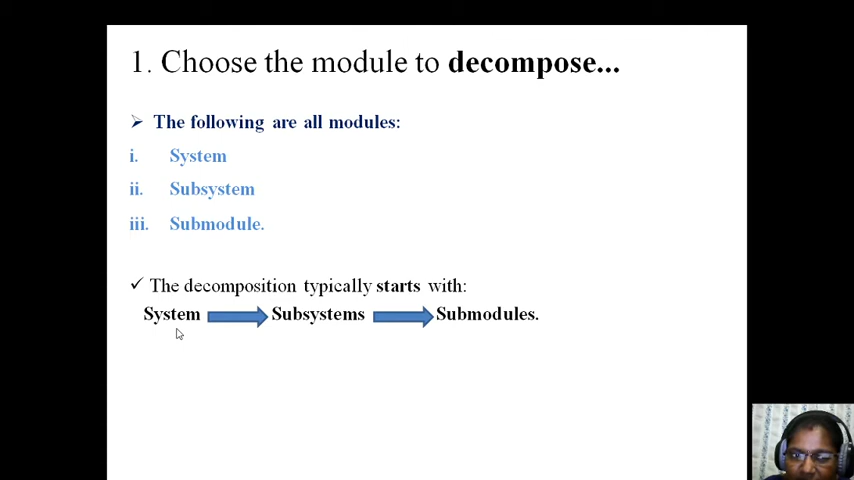 1. Choose the module to decompose...
➢ The following are all modules:
i. System
ii. Subsystem
iii. Submodule.
✓ The decomposition typically starts with:
System Subsystems Submodules.